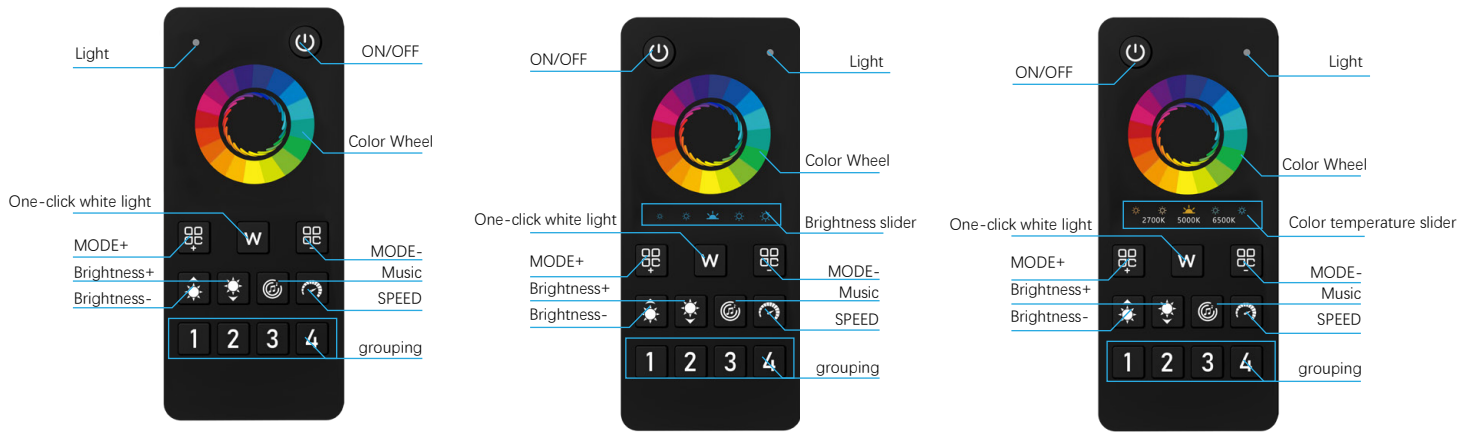 Light
ON/OFF
Color Wheel
One-click white light
W
MODE+
MODE-
Brightness+
Music
Brightness-
SPEED
1 2 3 4
grouping
ON/OFF
Light
Color Wheel
One-click white light
Brightness slider
W
MODE+
MODE-
Brightness+
Music
Brightness-
SPEED
1 2 3 4
grouping
ON/OFF
Light
Color Wheel
2700K 5000K 6500K
One-click white light
Color temperature slider
W
MODE+
MODE-
Brightness+
Music
Brightness-
SPEED
1 2 3 4
grouping